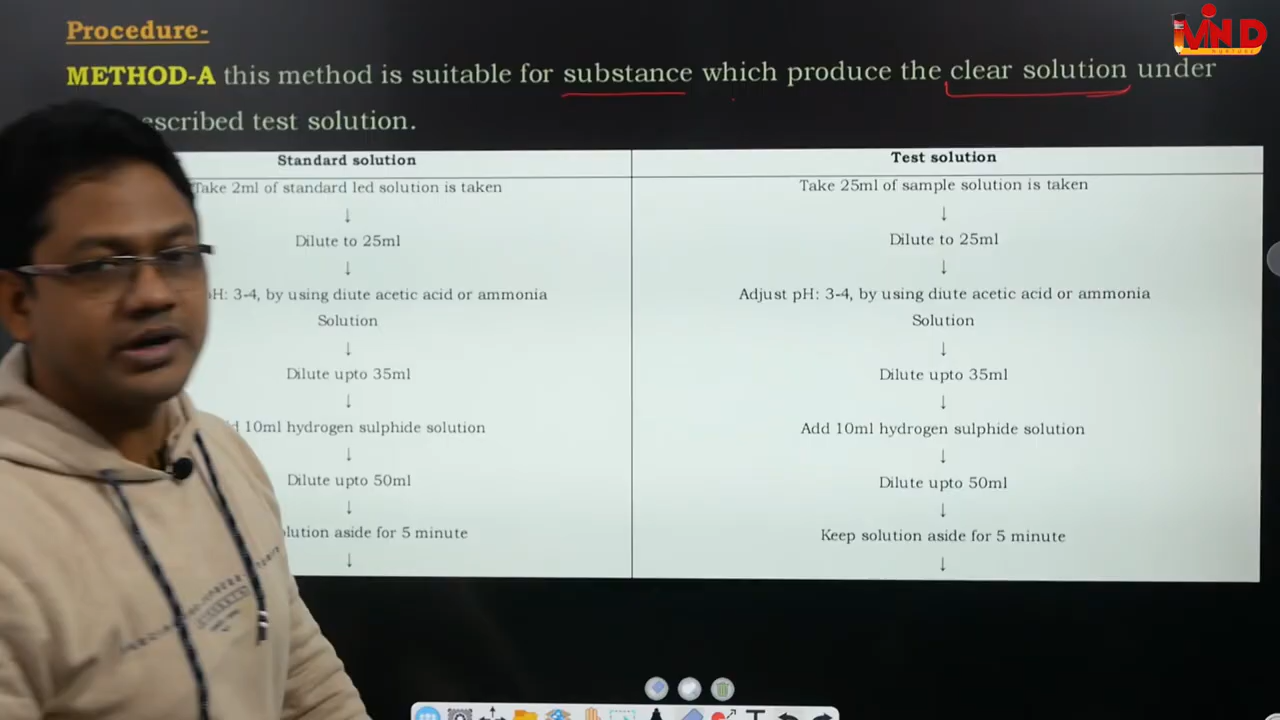 Procedure-
METHOD-A this method is suitable for substance which produce the clear solution under
escribed test solution.
Standard solution
Take 2ml of standard led solution is taken
↓
Dilute to 25ml
↓
pH: 3-4, by using diute acetic acid or ammonia
Solution
↓
Dilute upto 35ml
↓
10ml hydrogen sulphide solution
↓
Dilute upto 50ml
↓
solution aside for 5 minute
↓
Test solution
Take 25ml of sample solution is taken
↓
Dilute to 25ml
↓
Adjust pH: 3-4, by using diute acetic acid or ammonia
Solution
↓
Dilute upto 35ml
↓
Add 10ml hydrogen sulphide solution
↓
Dilute upto 50ml
↓
Keep solution aside for 5 minute
↓
MIND